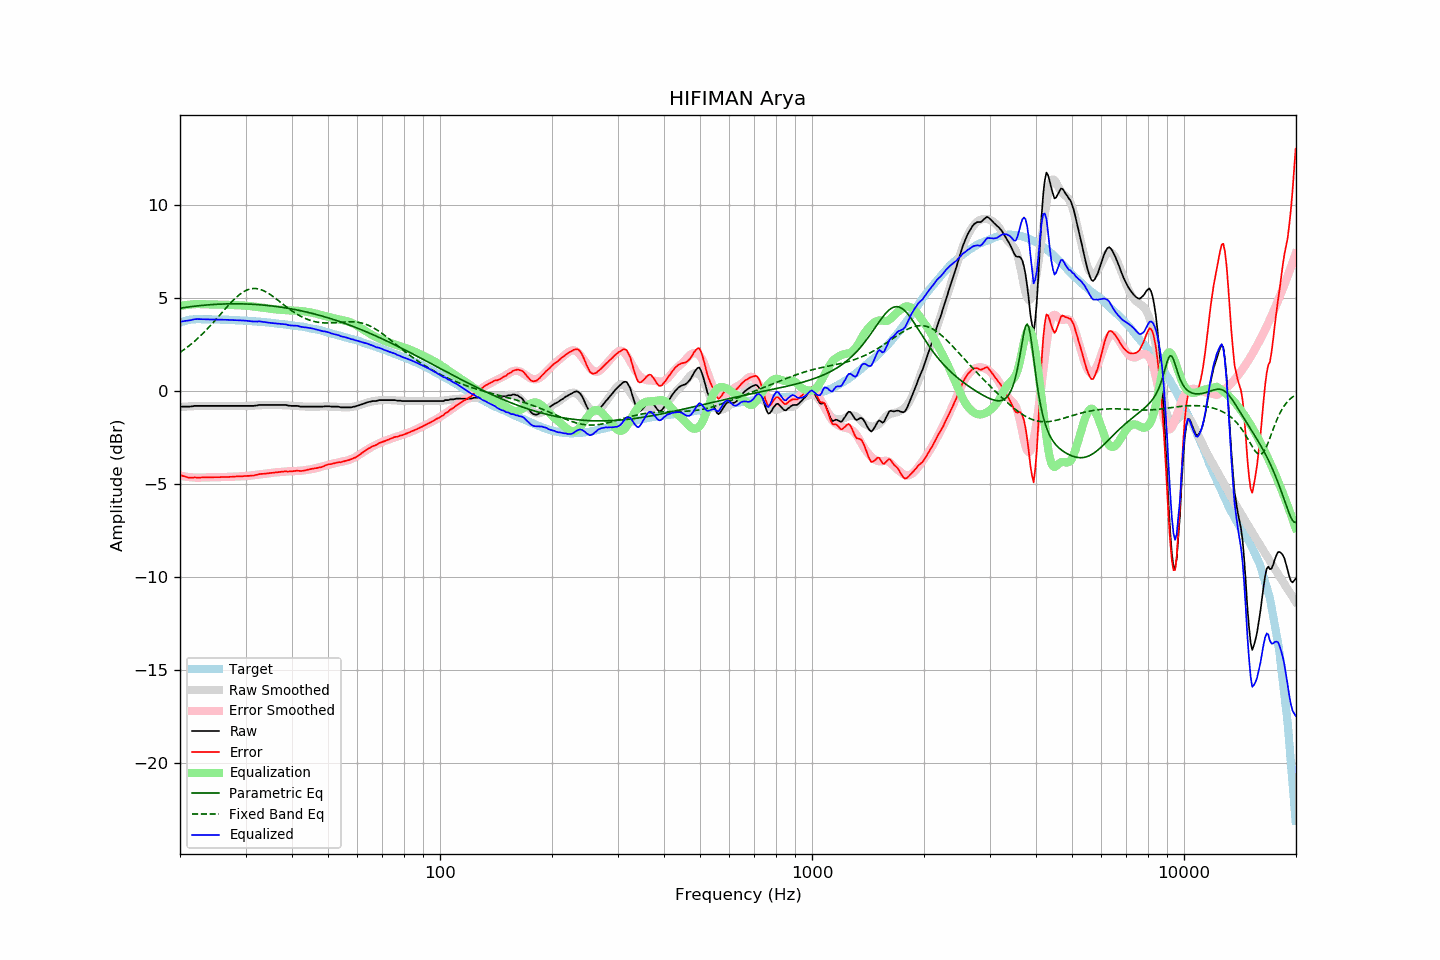 HIFIMAN Arya
Amplitude (dBr)
10
5
0
−5
−10
−15
−20
Target
Raw Smoothed
Error Smoothed
Raw
Error
Equalization
Parametric Eq
Fixed Band Eq
Equalized
100
1000
10000
Frequency (Hz)